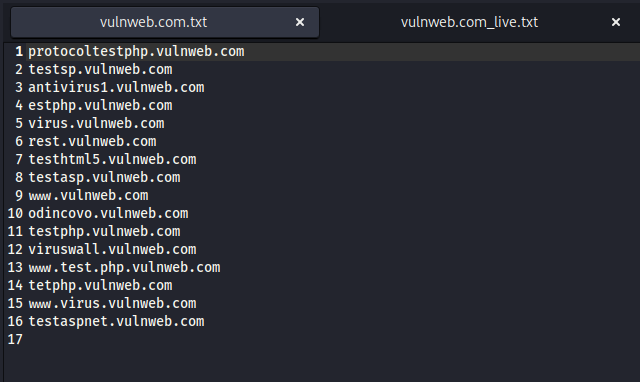 vulnweb.com.txt × vulnweb.com_live.txt ×
1 protocoltestphp.vulnweb.com
2 testsp.vulnweb.com
3 antivirus1.vulnweb.com
4 estphp.vulnweb.com
5 virus.vulnweb.com
6 rest.vulnweb.com
7 testhtml5.vulnweb.com
8 testasp.vulnweb.com
9 www.vulnweb.com
10 odincovo.vulnweb.com
11 testphp.vulnweb.com
12 viruswall.vulnweb.com
13 www.test.php.vulnweb.com
14 tetphp.vulnweb.com
15 www.virus.vulnweb.com
16 testaspnet.vulnweb.com
17